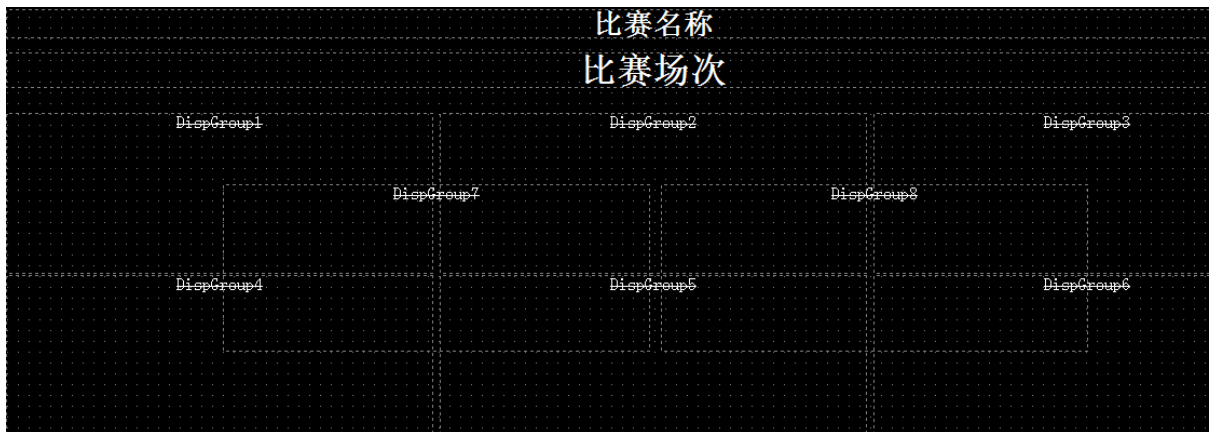 比赛名称
比赛场次
DispGroup1 DispGroup2 DispGroup3
DispGroup7 DispGroup8
DispGroup4 DispGroup5 DispGroup6